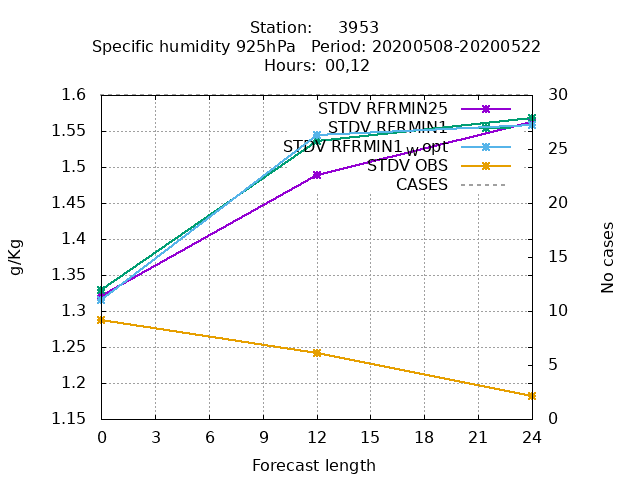 Station:     3953
Specific humidity 925hPa   Period: 20200508-20200522
Hours: 00,12
STDV RFRMIN25
STDV RFRMIN1
STDV RFRMIN1_w opt
STDV OBS
CASES
1.6
1.55
1.5
1.45
1.4
1.35
1.3
1.25
1.2
1.15
30
25
20
15
10
5
0
0 3 6 9 12 15 18 21 24
g/Kg
No cases
Forecast length